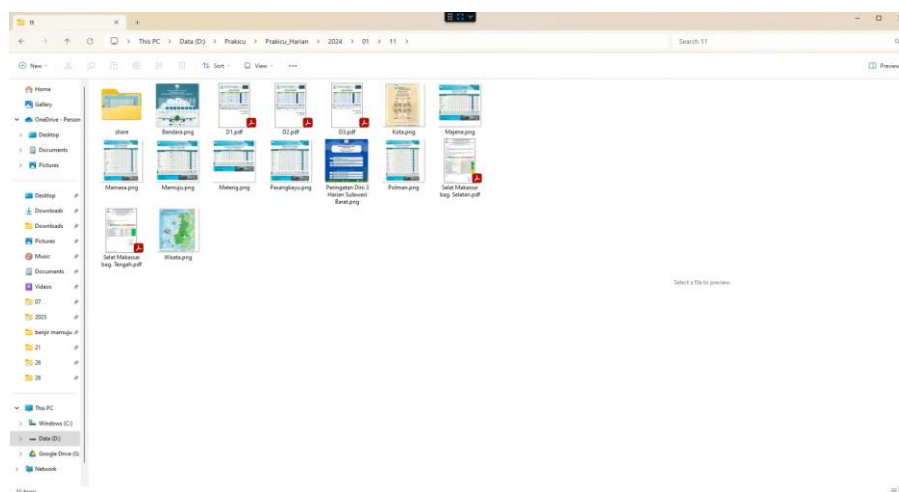 11
This PC > Data (D:) > Prakicu > Prakicu_Harian > 2024 > 01 > 11 >
Search 11
New
Sort
View
Preview
Home
Gallery
OneDrive - Person
Desktop
Documents
Pictures
Desktop
Downloads
Downloads
Pictures
Music
Documents
Videos
07
2023
banjir mamuju
21
26
26
This PC
Windows (C:)
Data (D:)
Google Drive (G:
Network
share
Bandara.png
D1.pdf
D2.pdf
D3.pdf
Kota.png
Majene.png
Mamasa.png
Mamuju.png
Mateng.png
Pasangkayu.png
Peringatan Dini 3
Harian Sulawesi
Barat.png
Polman.png
Selat Makassar
bag. Selatan.pdf
Selat Makassar
bag. Tengah.pdf
Wisata.png
Select a file to preview.